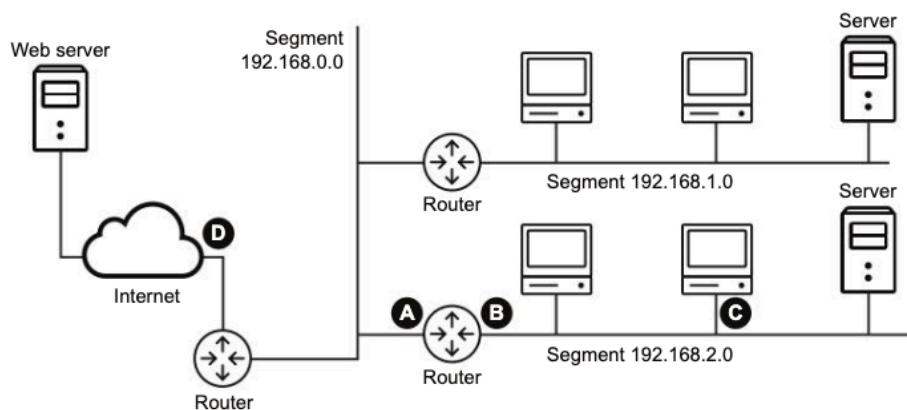 Server
Segment
192.168.0.0
Web server
Segment 192.168.1.0
Router
Server
D
Internet
A
B
C
Segment 192.168.2.0
Router
Router